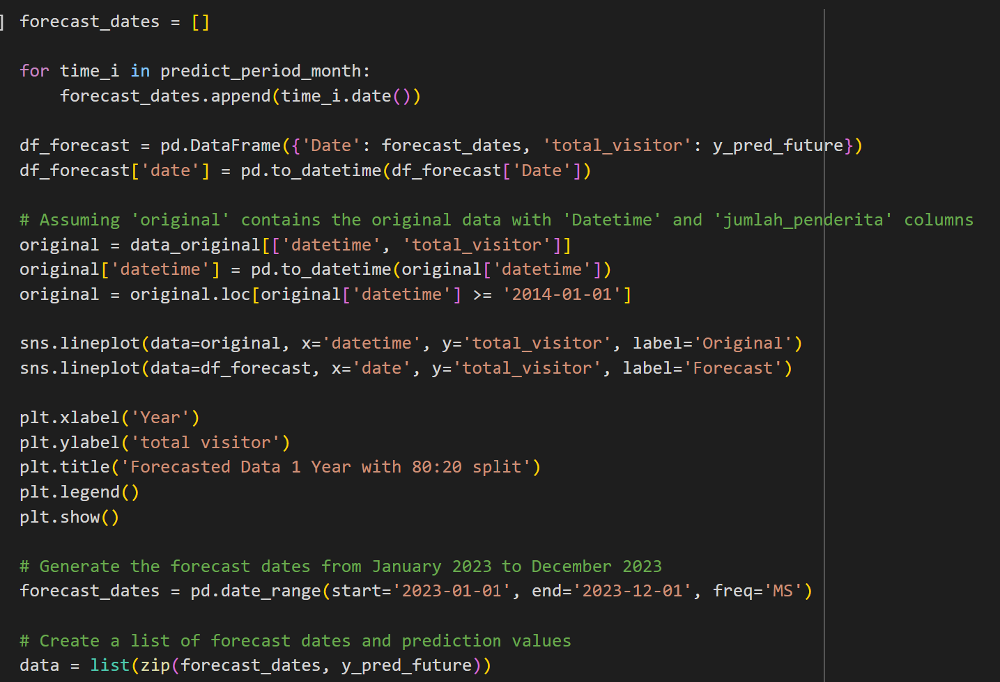 ] forecast_dates = []
for time_i in predict_period_month:
    forecast_dates.append(time_i.date())
df_forecast = pd.DataFrame({'Date': forecast_dates, 'total_visitor': y_pred_future})
df_forecast['date'] = pd.to_datetime(df_forecast['Date'])
# Assuming 'original' contains the original data with 'Datetime' and 'jumlah_penderita' columns
original = data_original[['datetime', 'total_visitor']]
original['datetime'] = pd.to_datetime(original['datetime'])
original = original.loc[original['datetime'] >= '2014-01-01']
sns.lineplot(data=original, x='datetime', y='total_visitor', label='Original')
sns.lineplot(data=df_forecast, x='date', y='total_visitor', label='Forecast')
plt.xlabel('Year')
plt.ylabel('total visitor')
plt.title('Forecasted Data 1 Year with 80:20 split')
plt.legend()
plt.show()
# Generate the forecast dates from January 2023 to December 2023
forecast_dates = pd.date_range(start='2023-01-01', end='2023-12-01', freq='MS')
# Create a list of forecast dates and prediction values
data = list(zip(forecast_dates, y_pred_future))